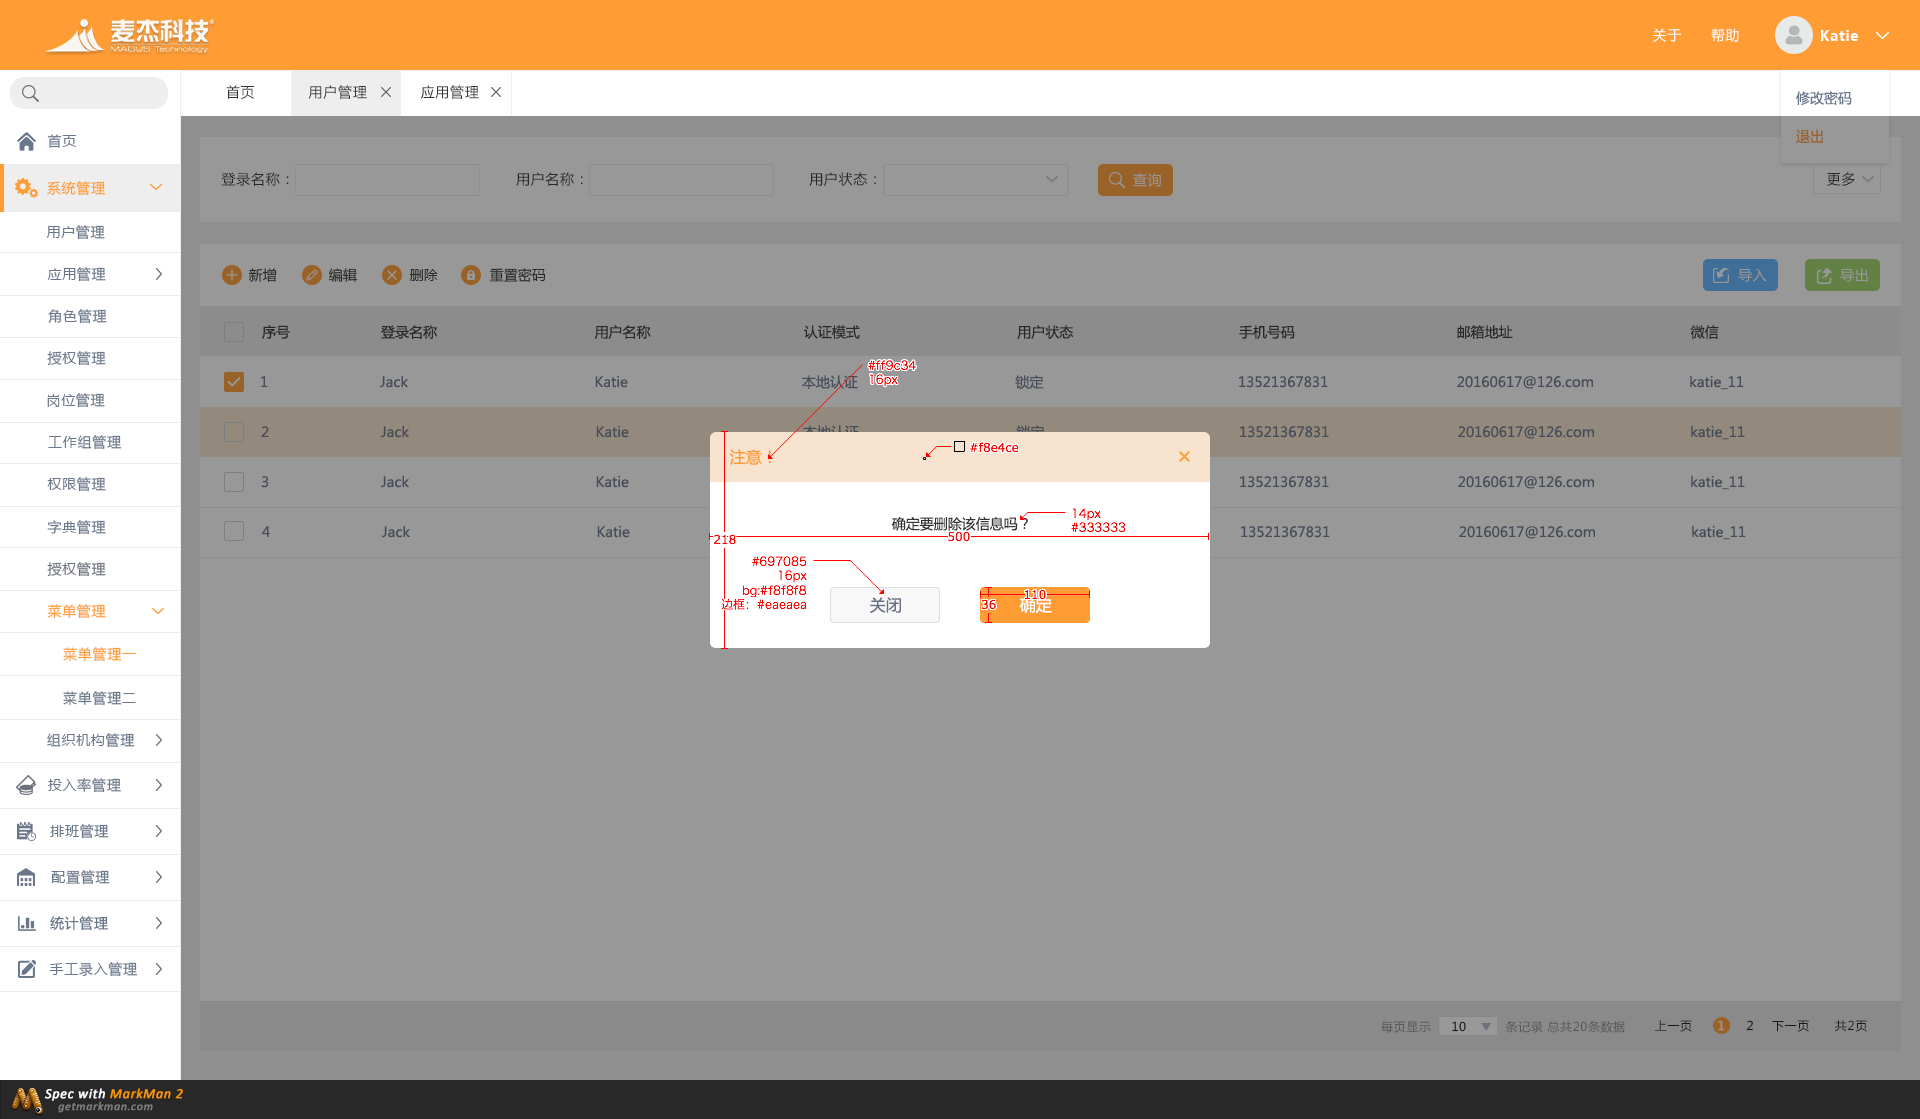 麦杰科技
MAGUS Technology
关于
帮助
Katie
首页
用户管理
应用管理
修改密码
退出
首页
系统管理
用户管理
应用管理
角色管理
授权管理
岗位管理
工作组管理
权限管理
字典管理
授权管理
菜单管理
菜单管理一
菜单管理二
组织机构管理
投入率管理
排班管理
配置管理
统计管理
手工录入管理
登录名称：
用户名称：
用户状态：
查询
更多
新增
编辑
删除
重置密码
导入
导出
序号 登录名称 用户名称 认证模式 用户状态 手机号码 邮箱地址 微信
1 Jack Katie 本地认证 锁定 13521367831 20160617@126.com katie_11
2 Jack Katie 本地认证 锁定 13521367831 20160617@126.com katie_11
3 Jack Katie 13521367831 20160617@126.com katie_11
4 Jack Katie 13521367831 20160617@126.com katie_11
#ff9c34
16px
注意！
#f8e4ce
确定要删除该信息吗？
14px
#333333
218
500
#697085
16px
bg:#f8f8f8
边框：#eaeaea
关闭
110
36
确定
每页显示 10 条记录 总共20条数据 上一页 1 2 下一页 共2页
Spec with MarkMan 2
getmarkman.com